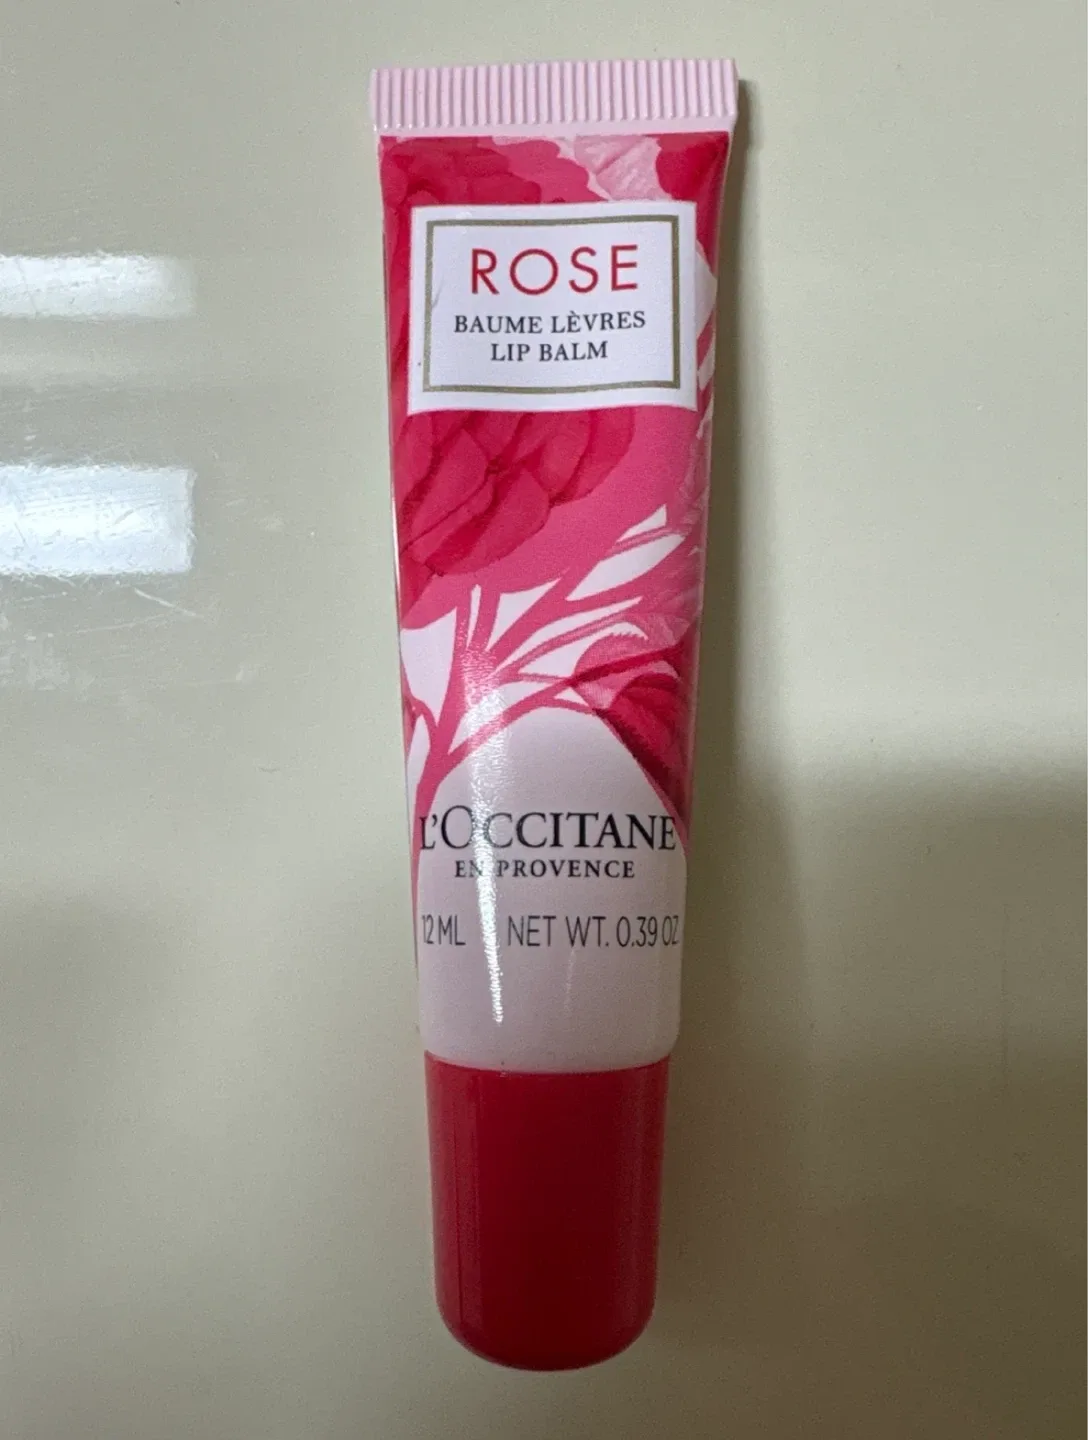 ROSE
BAUME LÈVRES
LIP BALM
L'OCCITANE
EN PROVENCE
12 ML NET WT. 0.39 OZ